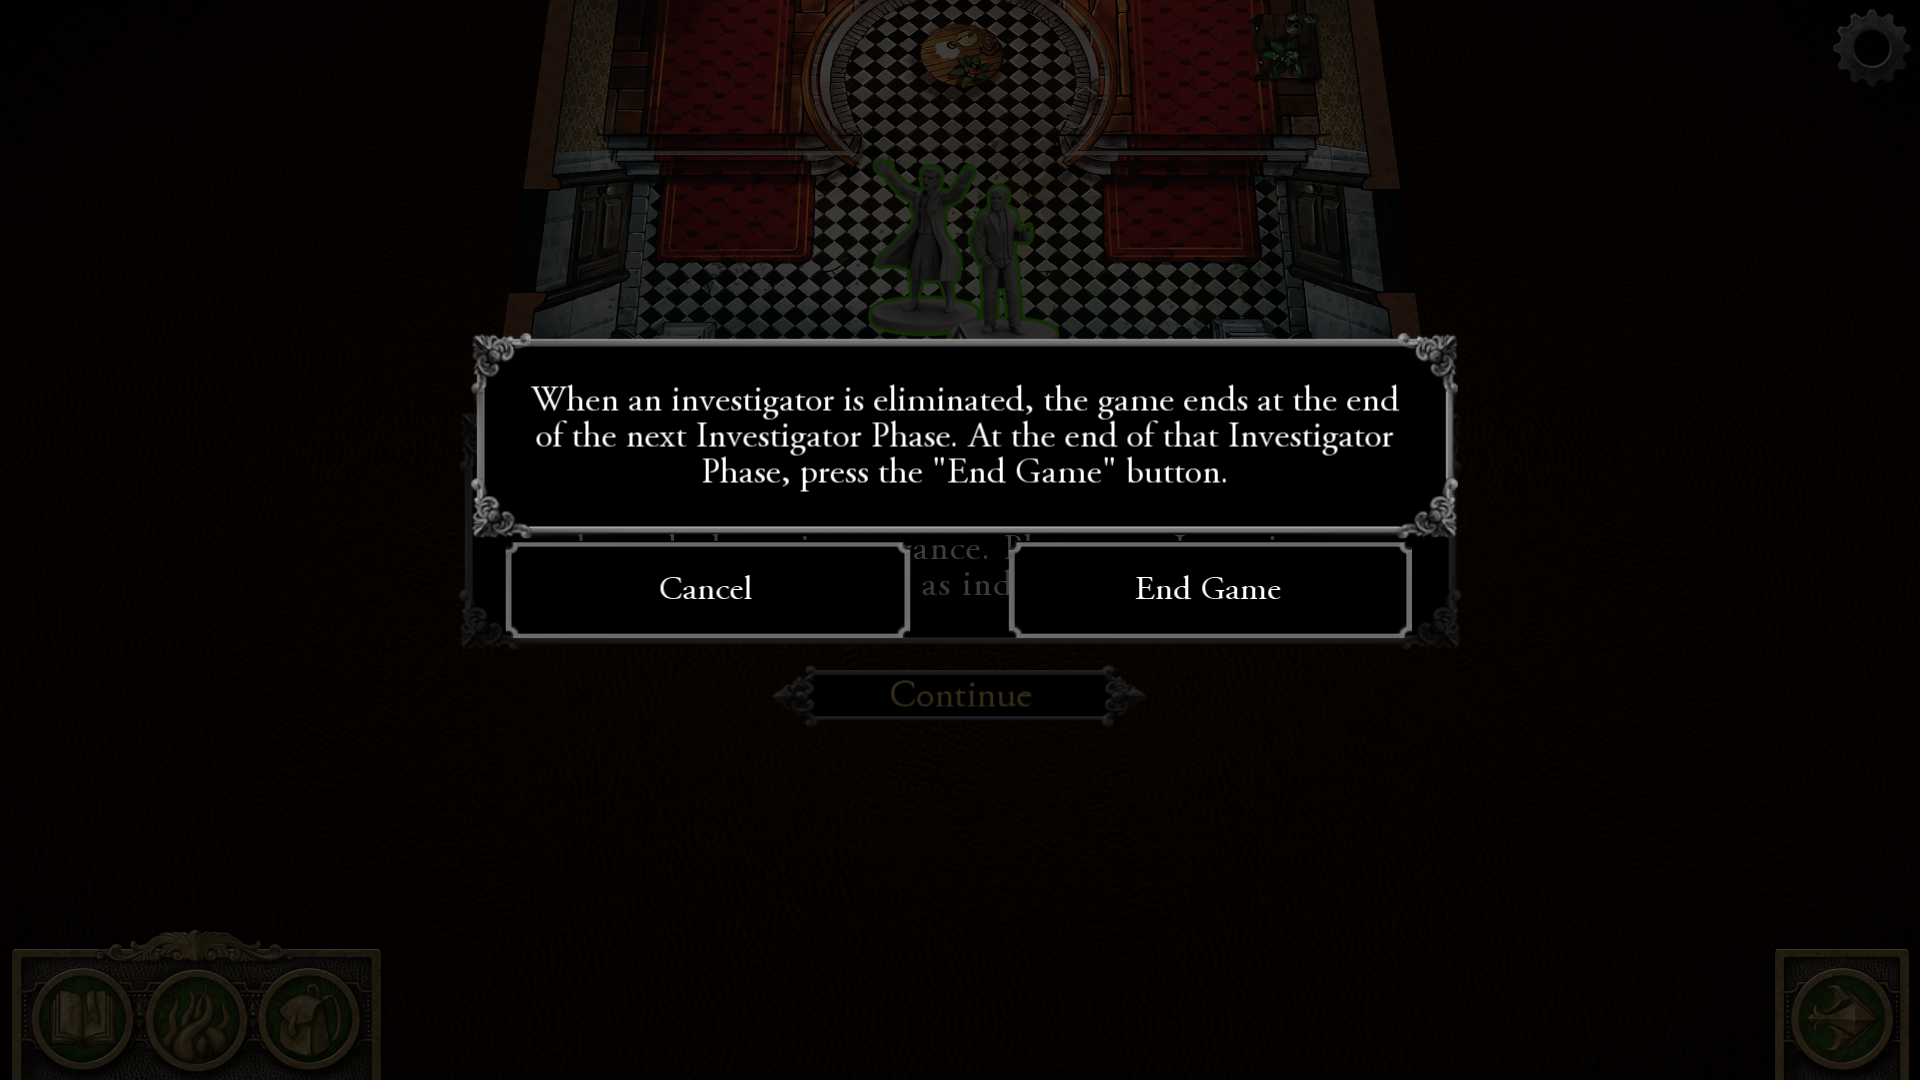 When an investigator is eliminated, the game ends at the end
of the next Investigator Phase. At the end of that Investigator
Phase, press the "End Game" button.
Cancel
End Game
as
Continue